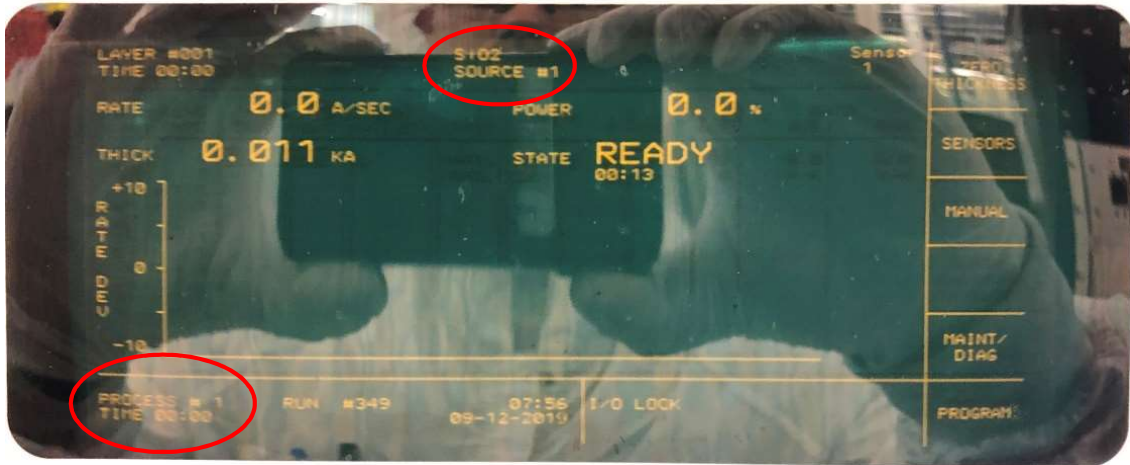 LAYER #001
TIME 00:00
SiO2
SOURCE #1
Sensor
1
ZERO
THICKNESS
RATE 0.0 A/SEC
POWER 0.0 %
SENSORS
THICK 0.011 KA
STATE READY
00:13
MANUAL
+10
RATE DEV
0
-10
MAINT/
DIAG
PROCESS # 1
TIME 00:00
RUN #349
07:56
09-12-2019
I/O LOCK
PROGRAM